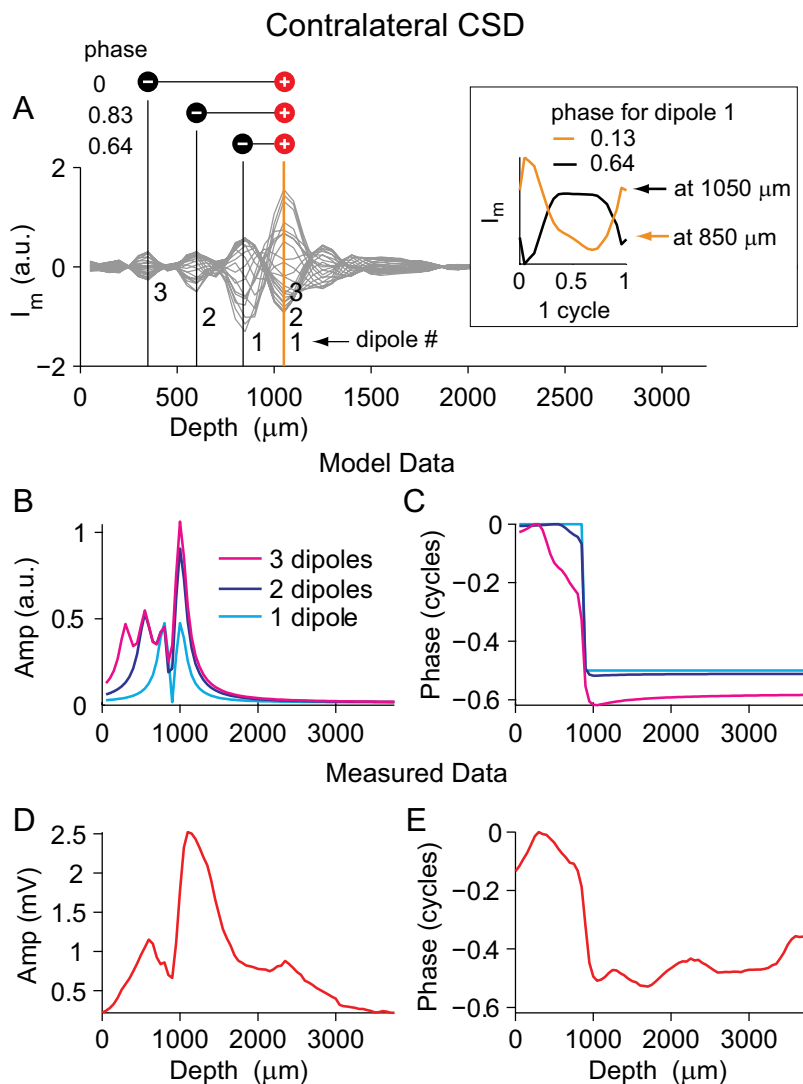 Contralateral CSD
phase
0
0.83
0.64
A
2
0
−2
I_m (a.u.)
3
2
1
3
2
1
dipole #
0 500 1000 1500 2000 2500 3000
Depth (μm)
phase for dipole 1
0.13
0.64
I_m
at 1050 μm
at 850 μm
0 0.5 1
1 cycle
Model Data
B
1
0.5
0
Amp (a.u.)
3 dipoles
2 dipoles
1 dipole
0 1000 2000 3000
C
0
−0.2
−0.4
−0.6
Phase (cycles)
0 1000 2000 3000
Measured Data
D
2.5
2
1.5
1
0.5
Amp (mV)
0 1000 2000 3000
Depth (μm)
E
0
−0.2
−0.4
−0.6
Phase (cycles)
0 1000 2000 3000
Depth (μm)